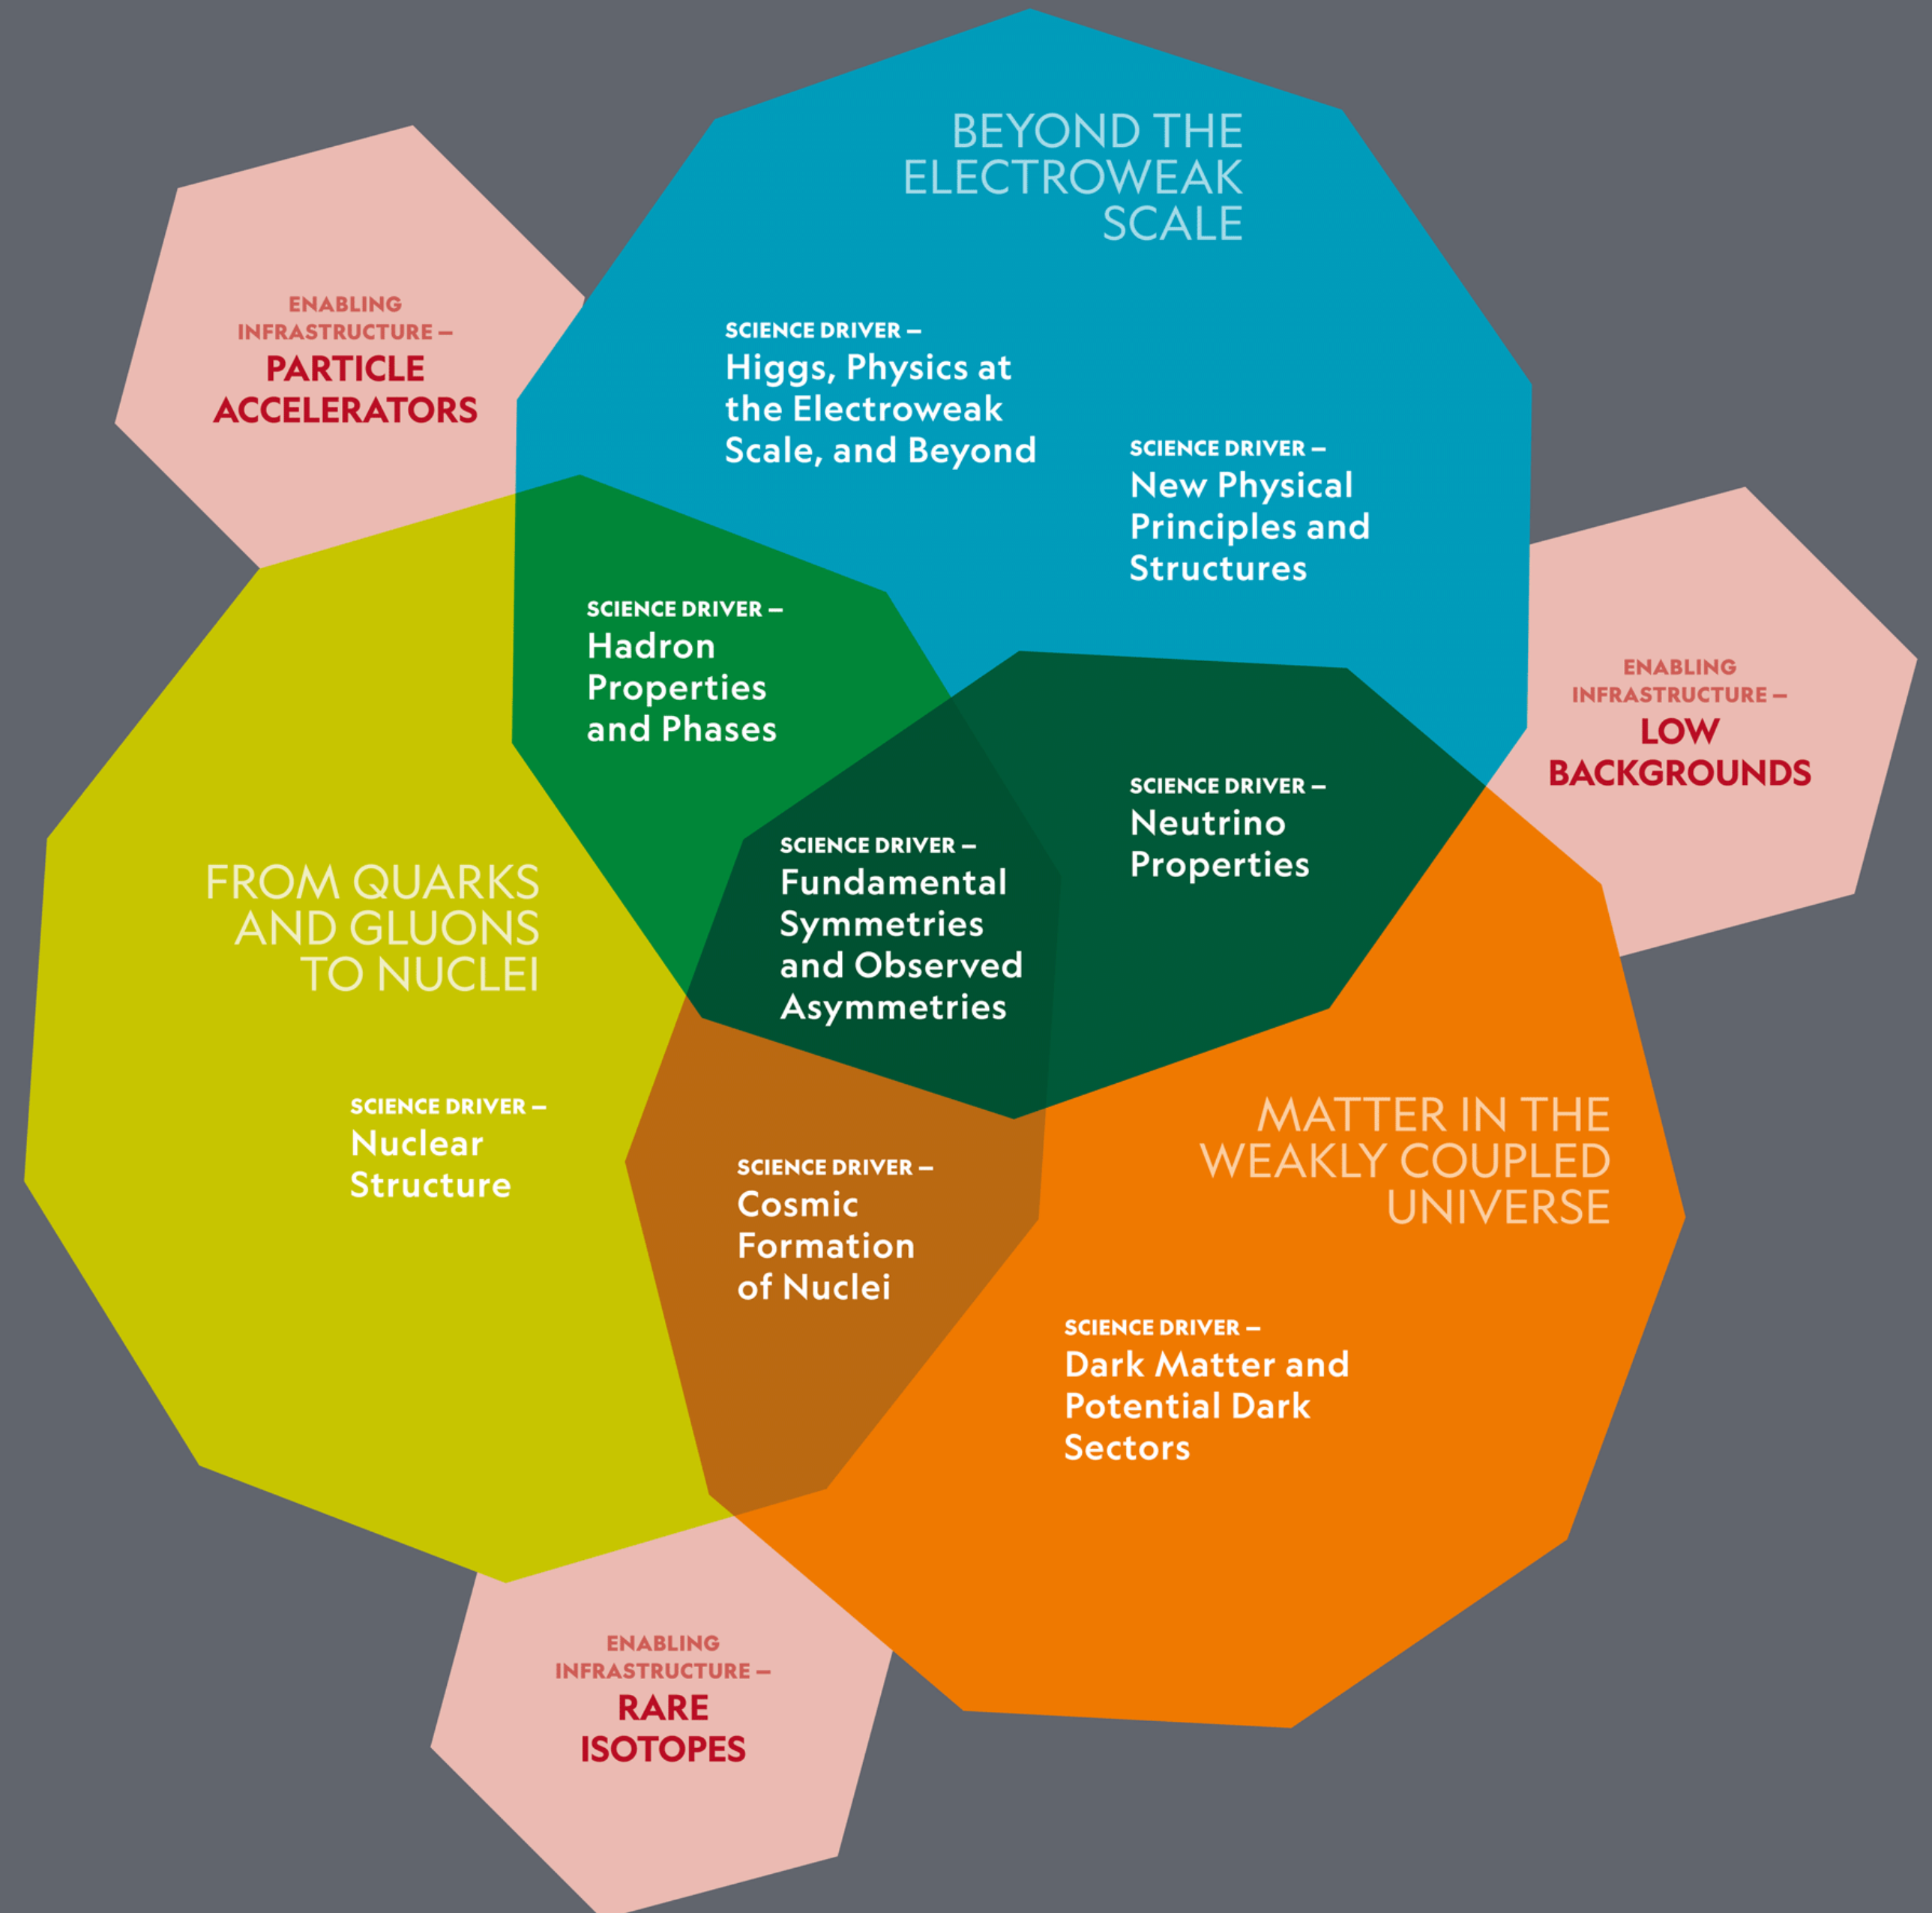 BEYOND THE
ELECTROWEAK
SCALE
ENABLING
INFRASTRUCTURE –
PARTICLE
ACCELERATORS
SCIENCE DRIVER –
Higgs, Physics at
the Electroweak
Scale, and Beyond
SCIENCE DRIVER –
New Physical
Principles and
Structures
SCIENCE DRIVER –
Hadron
Properties
and Phases
ENABLING
INFRASTRUCTURE –
LOW
BACKGROUNDS
SCIENCE DRIVER –
Neutrino
Properties
SCIENCE DRIVER –
Fundamental
Symmetries
and Observed
Asymmetries
FROM QUARKS
AND GLUONS
TO NUCLEI
SCIENCE DRIVER –
Nuclear
Structure
MATTER IN THE
WEAKLY COUPLED
UNIVERSE
SCIENCE DRIVER –
Cosmic
Formation
of Nuclei
SCIENCE DRIVER –
Dark Matter and
Potential Dark
Sectors
ENABLING
INFRASTRUCTURE –
RARE
ISOTOPES